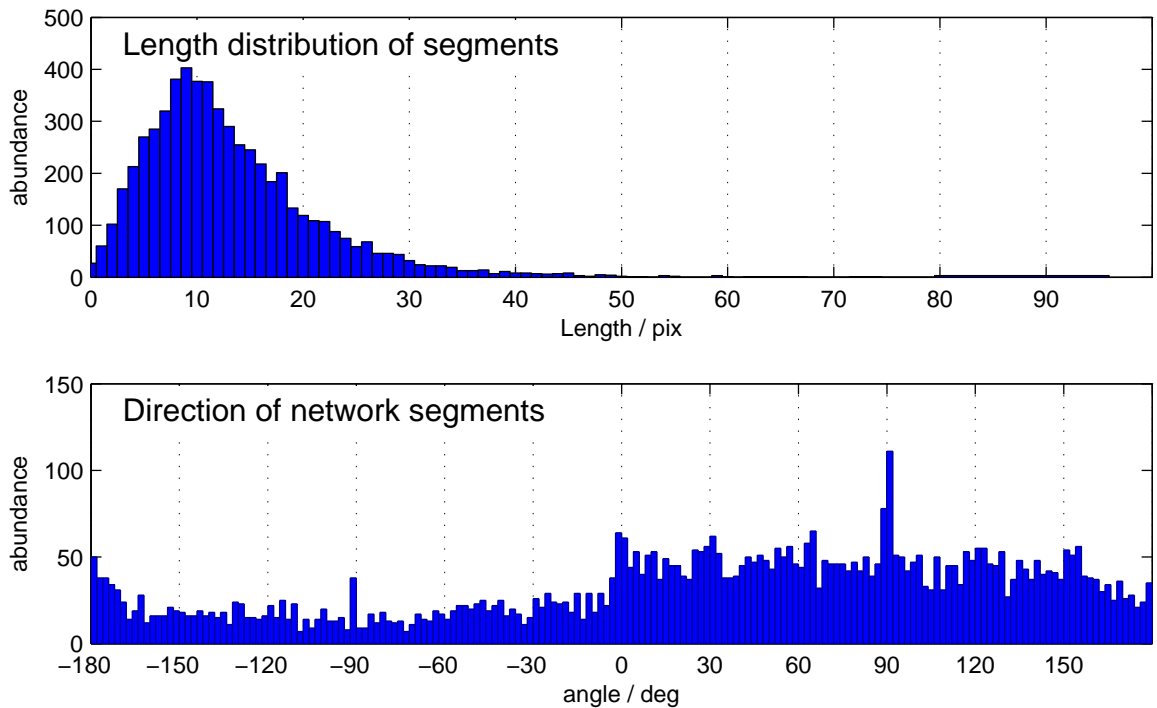 500
Length distribution of segments
400
300
200
100
0
abundance
0 10 20 30 40 50 60 70 80 90
Length / pix
150
Direction of network segments
100
50
0
abundance
−180 −150 −120 −90 −60 −30 0 30 60 90 120 150
angle / deg